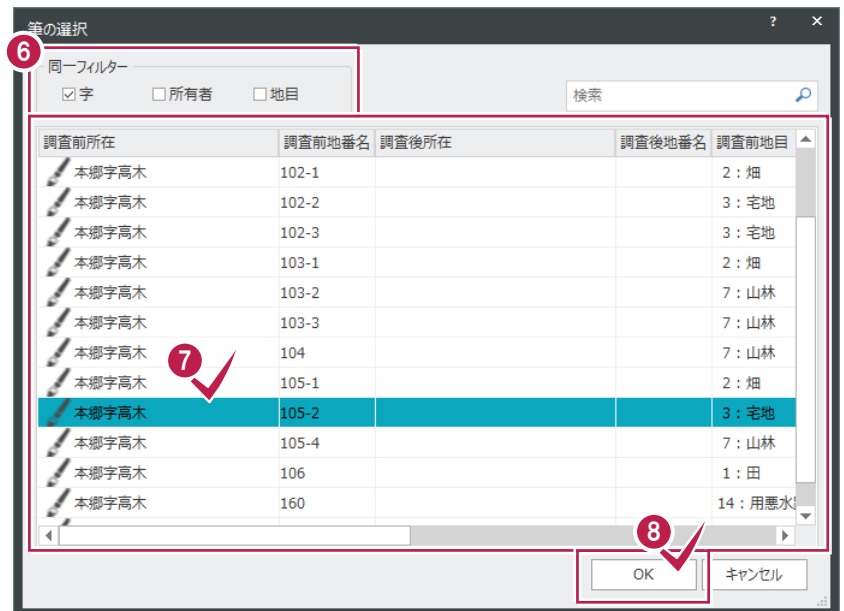 筆の選択 ? ×
6
同一フィルター
字 所有者 地目
検索
調査前所在 調査前地番名 調査後所在 調査後地番名 調査前地目
本郷字高木 102-1 2：畑
本郷字高木 102-2 3：宅地
本郷字高木 102-3 3：宅地
本郷字高木 103-1 2：畑
本郷字高木 103-2 7：山林
本郷字高木 103-3 7：山林
本郷字高木 104 7：山林
7
本郷字高木 105-1 2：畑
本郷字高木 105-2 3：宅地
本郷字高木 105-4 7：山林
本郷字高木 106 1：田
本郷字高木 160 14：用悪水
8
OK キャンセル